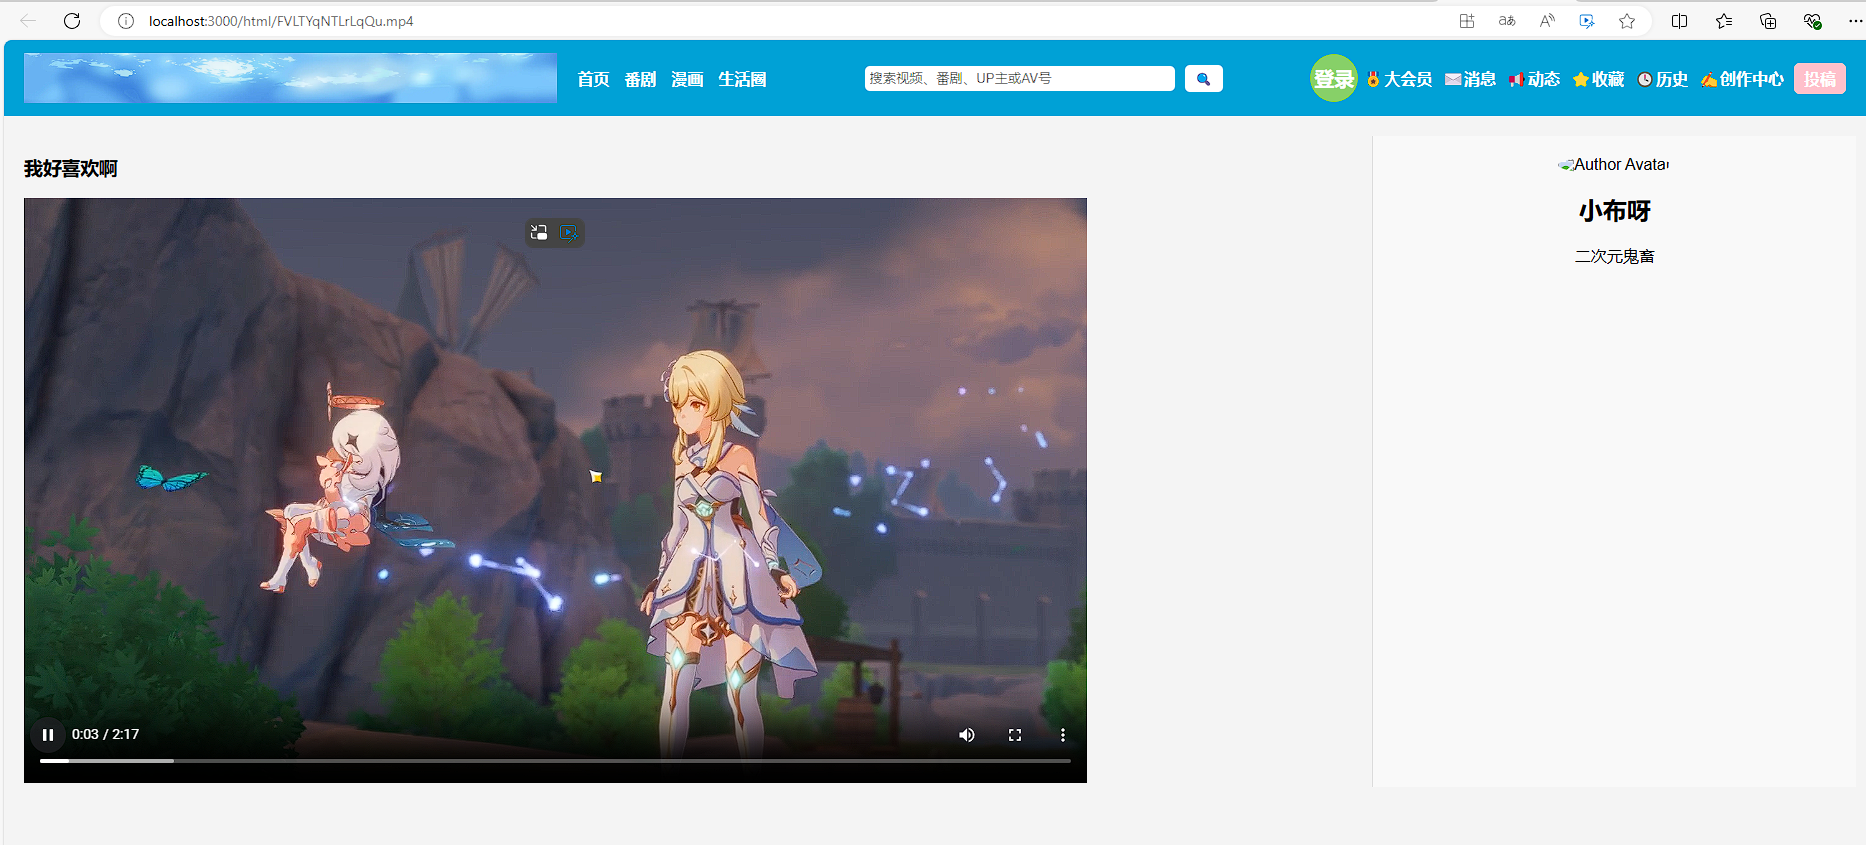 localhost:3000/html/FVLTYqNTLrLqQu.mp4
首页 番剧 漫画 生活圈
搜索视频、番剧、UP主或AV号
登录 大会员 消息 动态 收藏 历史 创作中心 投稿
我好喜欢啊
Author Avatar
小布呀
二次元鬼畜
0:03 / 2:17